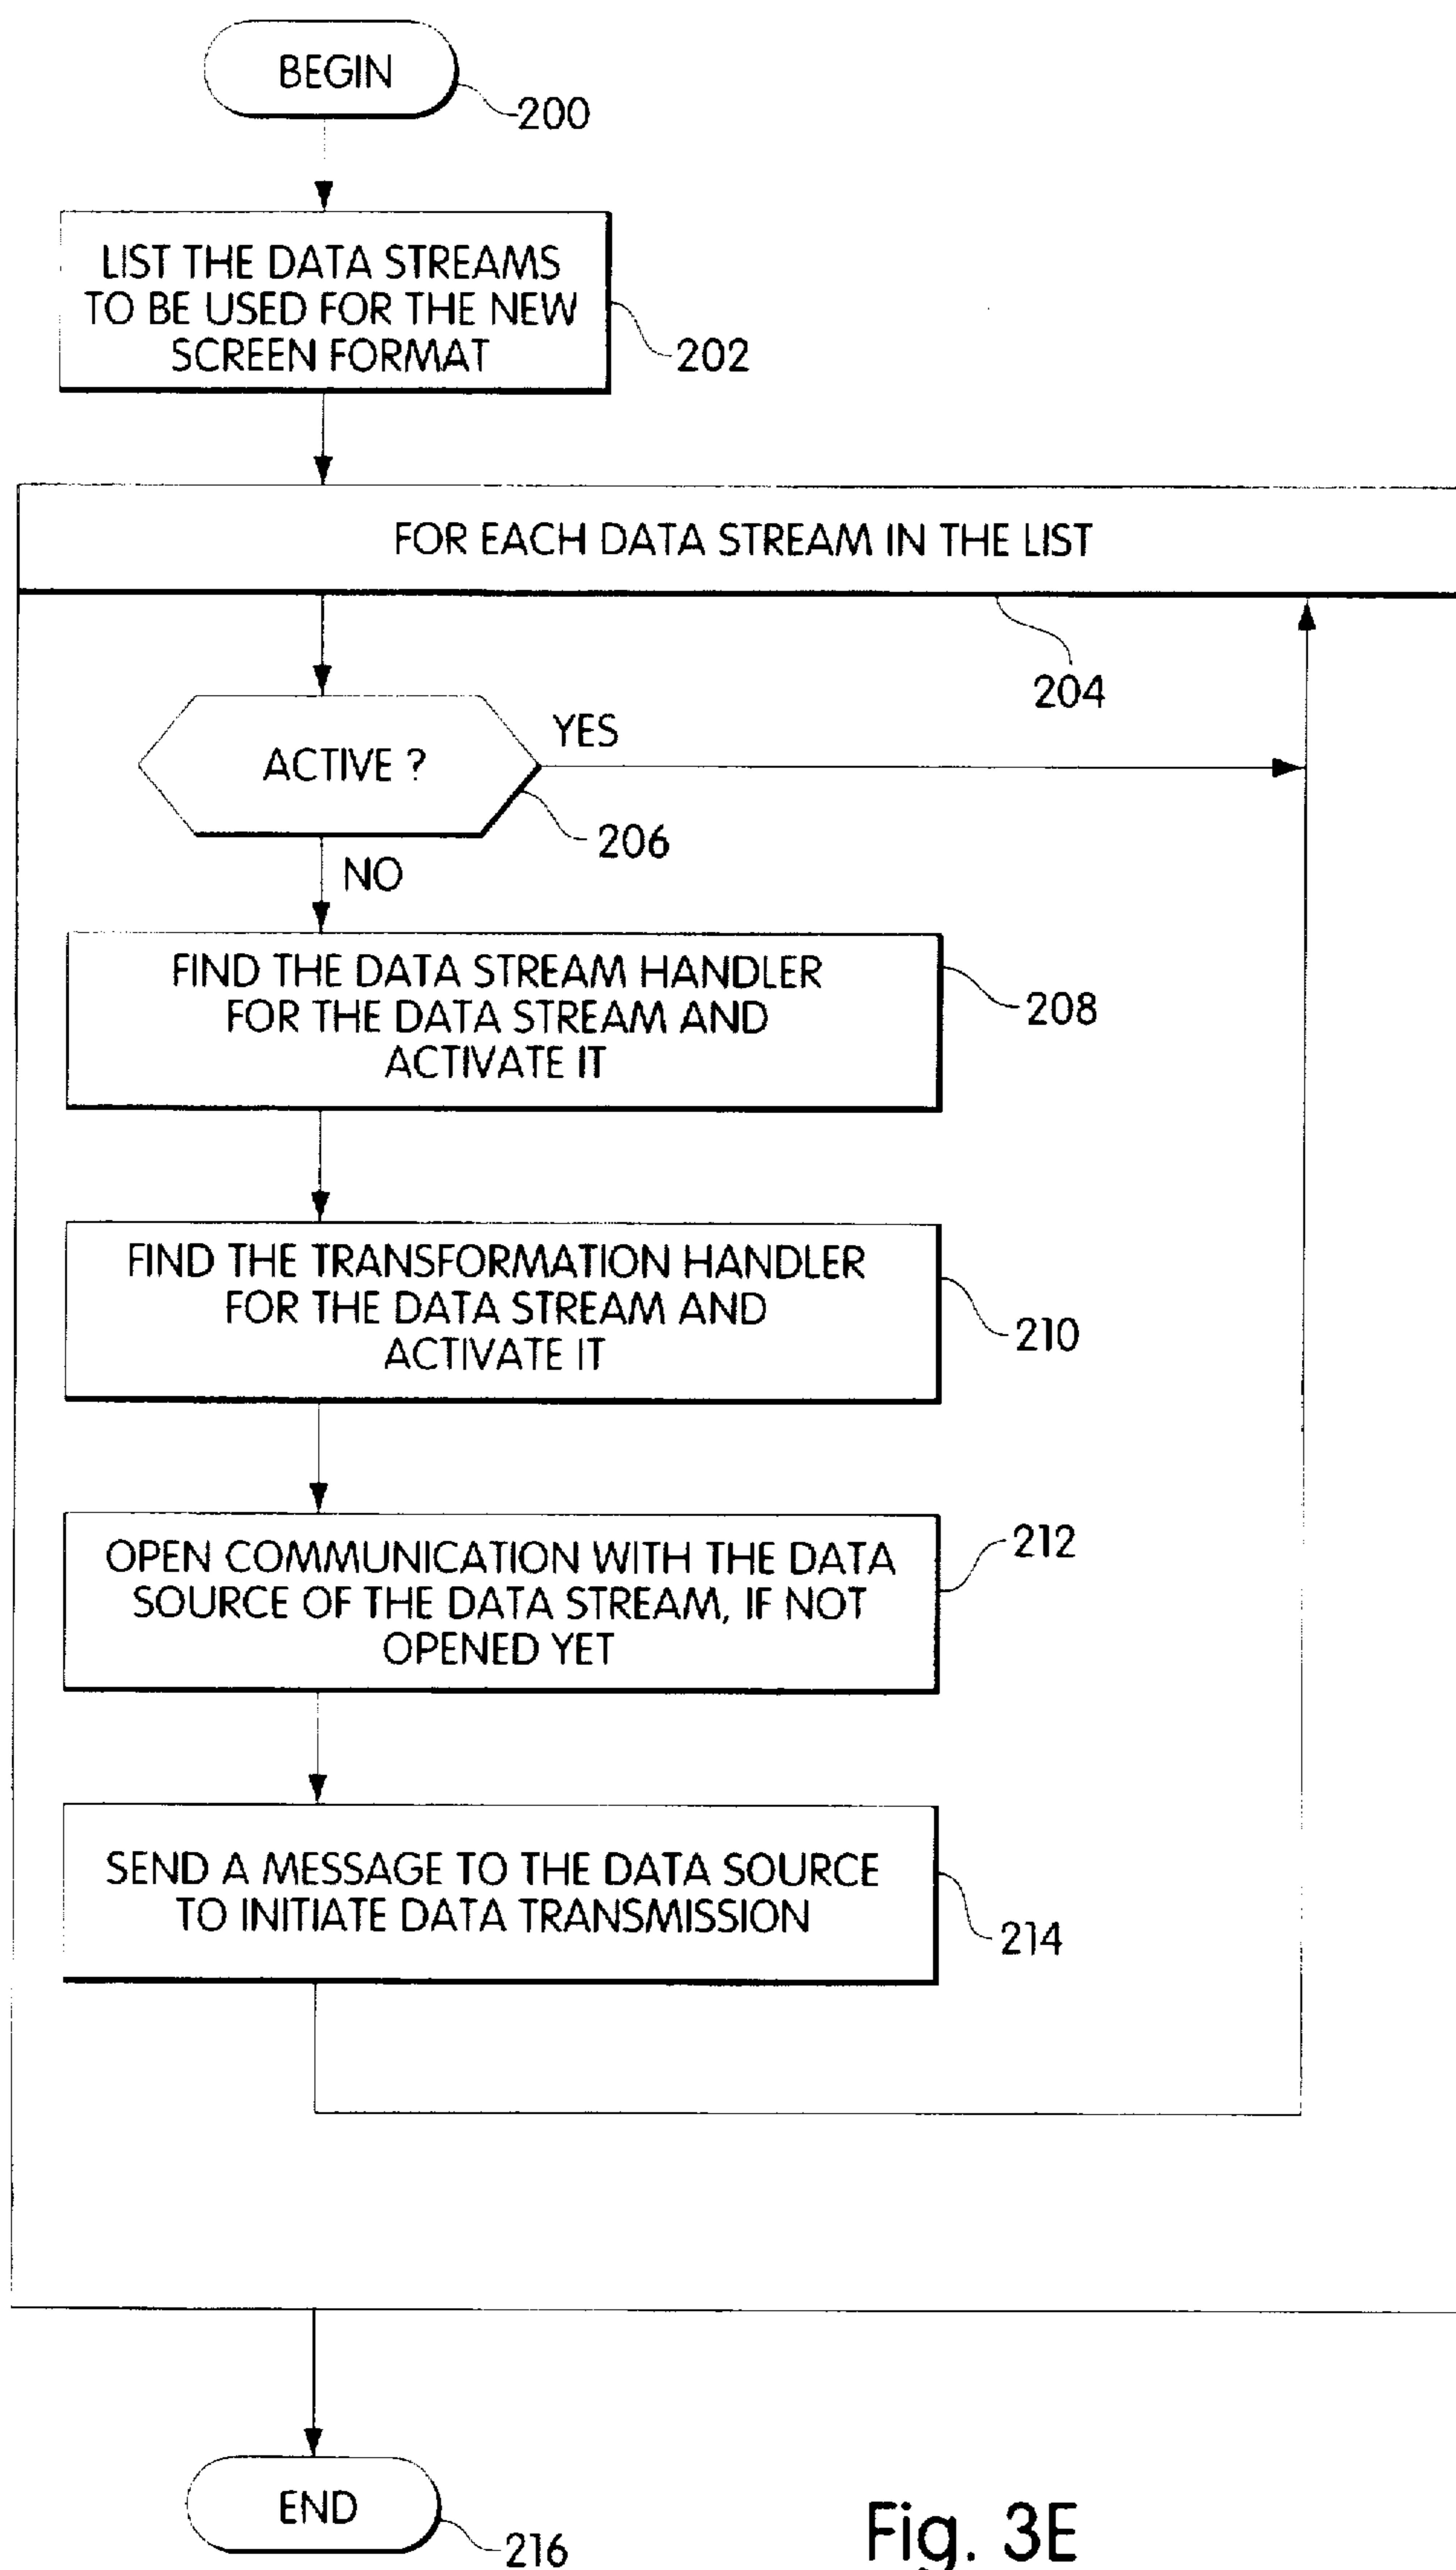 BEGIN
200
LIST THE DATA STREAMS
TO BE USED FOR THE NEW
SCREEN FORMAT
202
FOR EACH DATA STREAM IN THE LIST
204
ACTIVE ?
YES
206
NO
FIND THE DATA STREAM HANDLER
FOR THE DATA STREAM AND
ACTIVATE IT
208
FIND THE TRANSFORMATION HANDLER
FOR THE DATA STREAM AND
ACTIVATE IT
210
OPEN COMMUNICATION WITH THE DATA
SOURCE OF THE DATA STREAM, IF NOT
OPENED YET
212
SEND A MESSAGE TO THE DATA SOURCE
TO INITIATE DATA TRANSMISSION
214
END
216
Fig. 3E